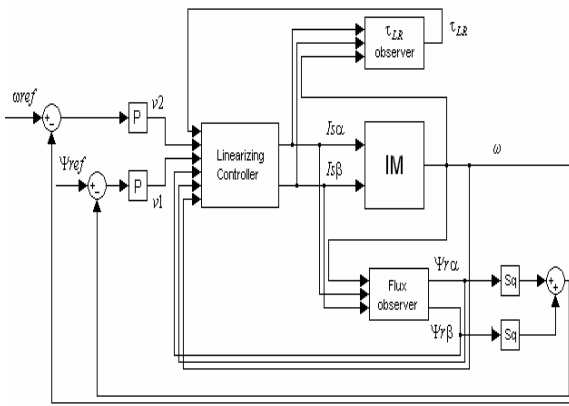 τLR
τLR
observer
ωref
+
-
P
v2
Ψref
+
-
P
v1
Linearizing
Controller
Isα
Isβ
IM
ω
Flux
observer
Ψrα
Ψrβ
Sq
Sq
+
+